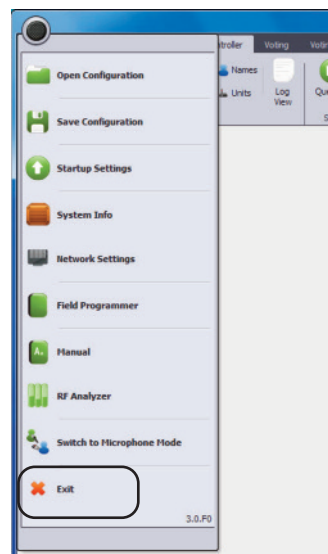 troller Voting Votin
Names
Units
Log
View
Que
S
Open Configuration
Save Configuration
Startup Settings
System Info
Network Settings
Field Programmer
Manual
RF Analyzer
Switch to Microphone Mode
Exit
3.0.F0